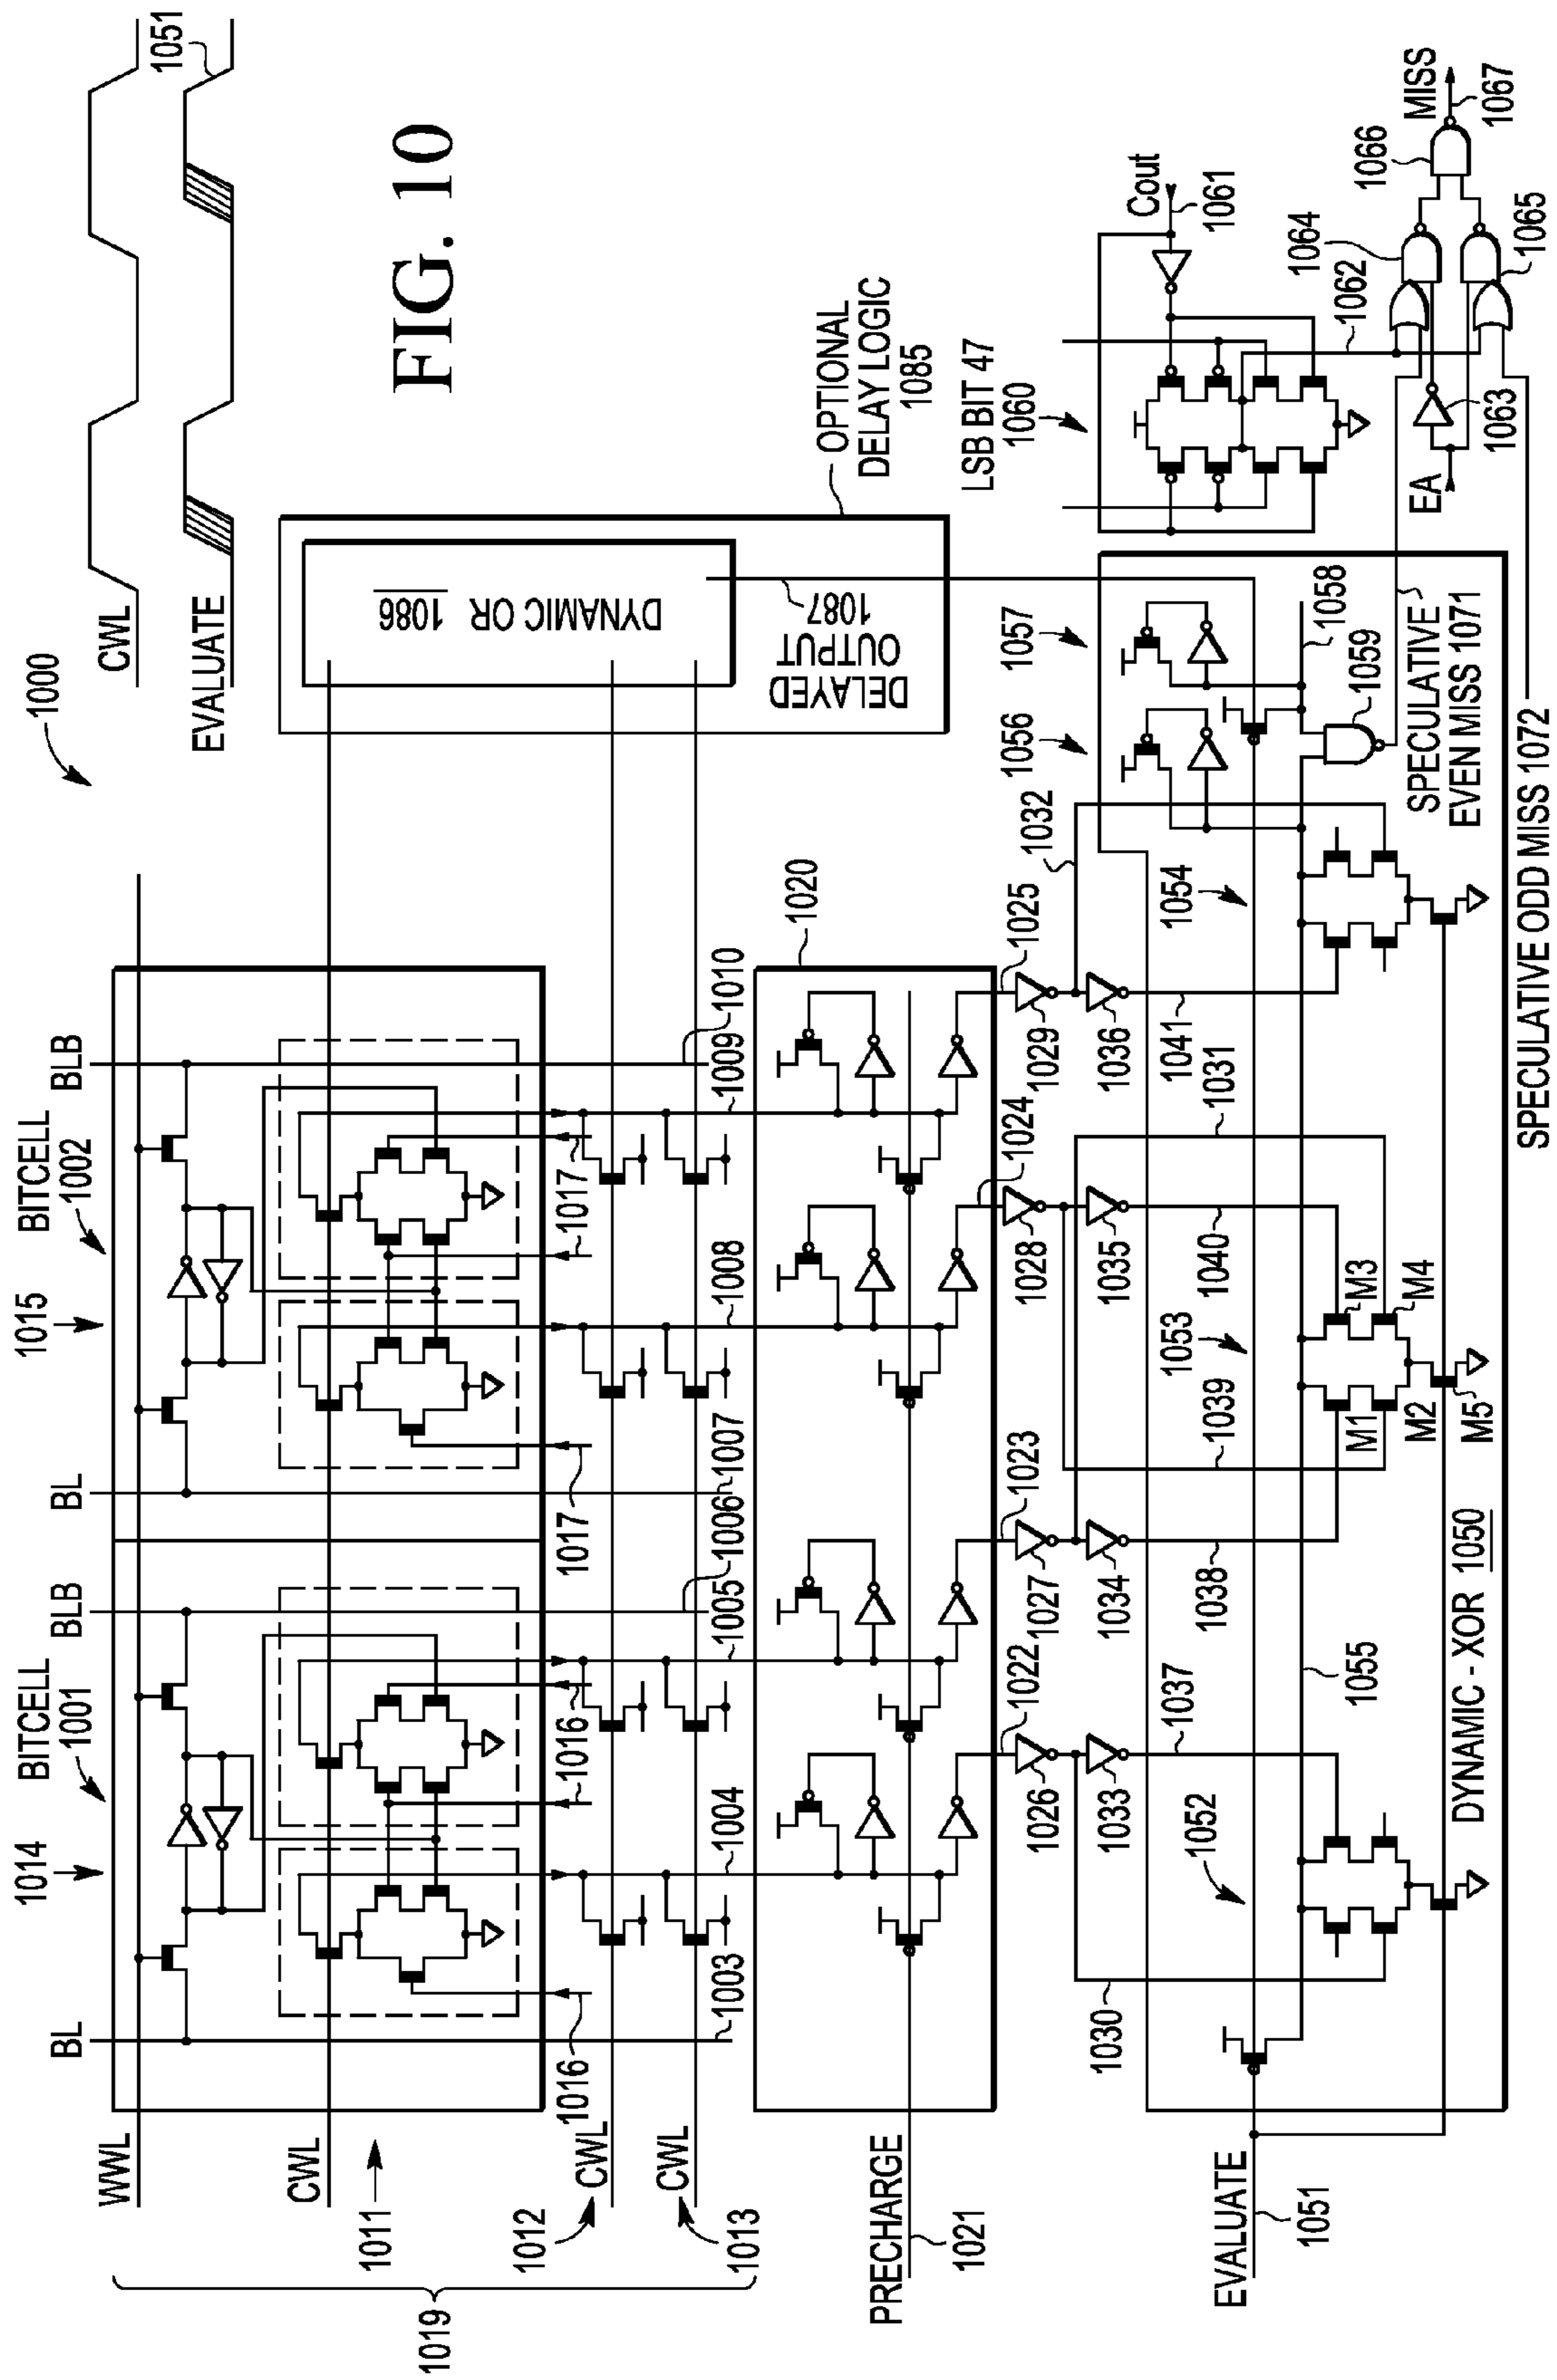 FIG. 10
1000
CWL
EVALUATE
1051
WWL
BL
BITCELL
1001
1014
BLB
BL
BITCELL
1002
1015
BLB
CWL
1011
1016
1016
1016
1017
1017
1017
CWL
1012
CWL
1013
1019
1003
1004
1005
1006
1007
1008
1009
1010
DYNAMIC OR 1086
DELAYED
OUTPUT
1087
OPTIONAL
DELAY LOGIC
1085
PRECHARGE
1021
1020
1022
1023
1024
1025
1026
1027
1028
1029
1030
1031
1032
1033
1034
1035
1036
1037
1038
1039
1040
1041
EVALUATE
1051
1052
1053
1054
1055
1056
1057
1058
1059
M1
M2
M3
M4
M5
DYNAMIC - XOR 1050
LSB BIT 47
1060
Cout
1061
1062
1063
1064
1065
1066
MISS
1067
EA
SPECULATIVE
EVEN MISS 1071
SPECULATIVE ODD MISS 1072